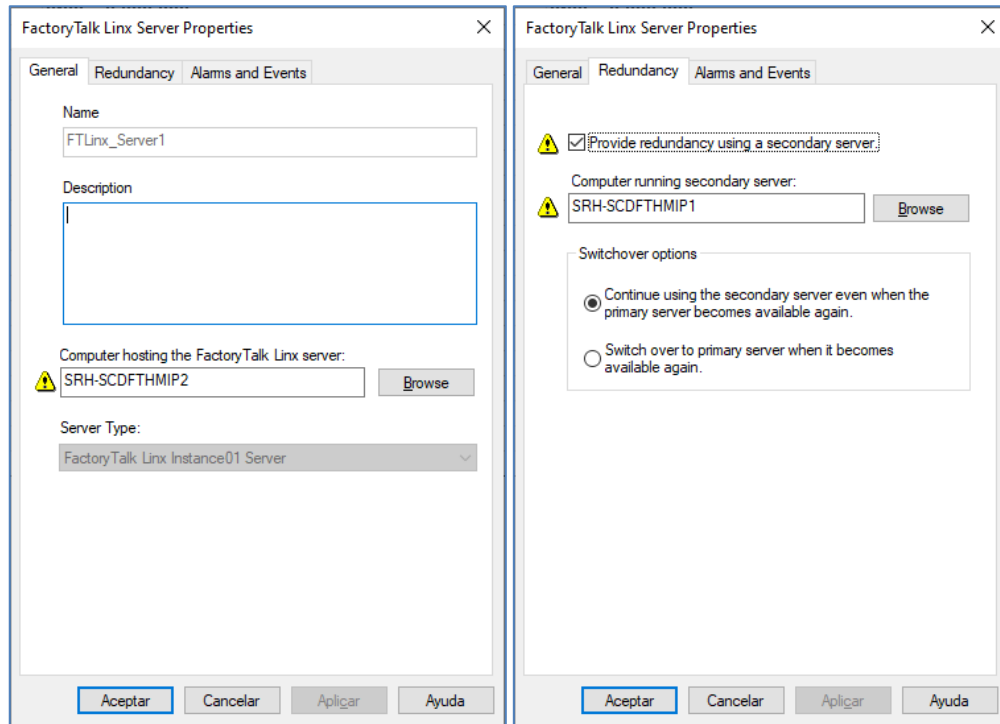 FactoryTalk Linx Server Properties
General Redundancy Alarms and Events
Name
FTLinx_Server1
Description
Computer hosting the FactoryTalk Linx server:
SRH-SCDFTHMIP2
Browse
Server Type:
FactoryTalk Linx Instance01 Server
Aceptar Cancelar Aplicar Ayuda
FactoryTalk Linx Server Properties
General Redundancy Alarms and Events
Provide redundancy using a secondary server.
Computer running secondary server:
SRH-SCDFTHMIP1
Browse
Switchover options
Continue using the secondary server even when the
primary server becomes available again.
Switch over to primary server when it becomes
available again.
Aceptar Cancelar Aplicar Ayuda